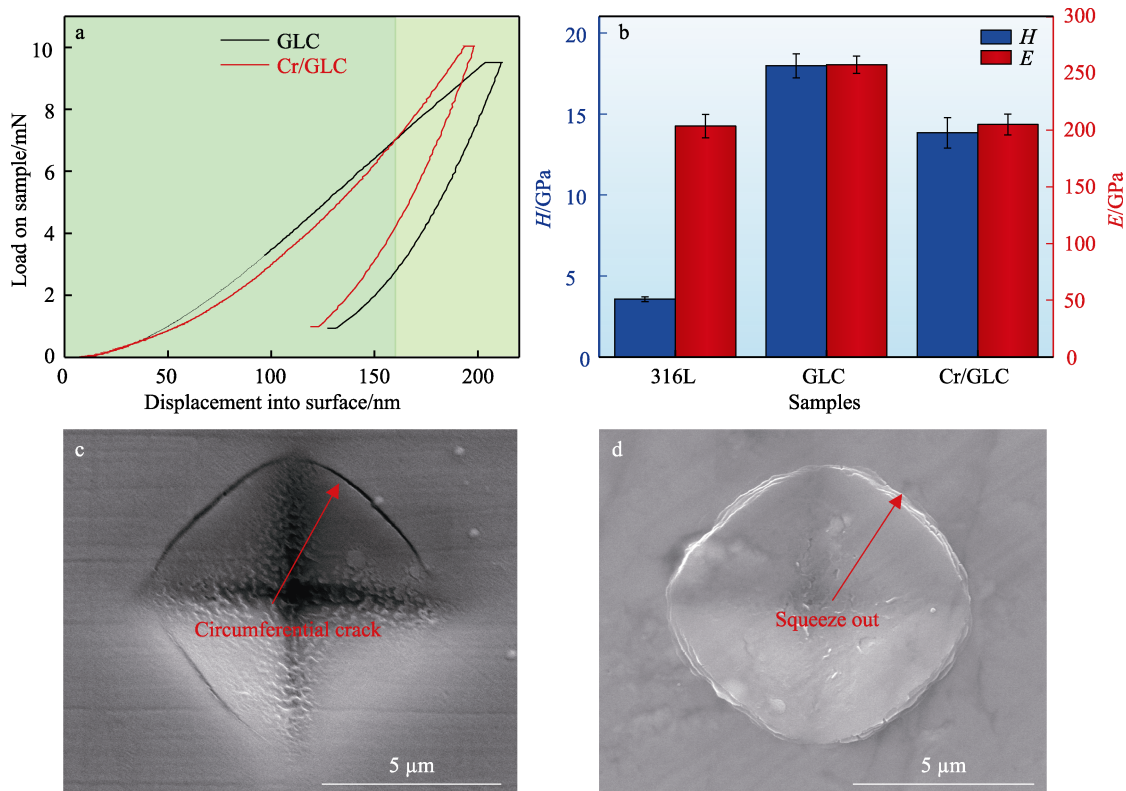 a
GLC
Cr/GLC
10
8
6
4
2
0
Load on sample/mN
0
50
100
150
200
Displacement into surface/nm
b
H
E
20
15
10
5
0
H/GPa
300
250
200
150
100
50
0
E/GPa
316L
GLC
Cr/GLC
Samples
c
Circumferential crack
5 μm
d
Squeeze out
5 μm